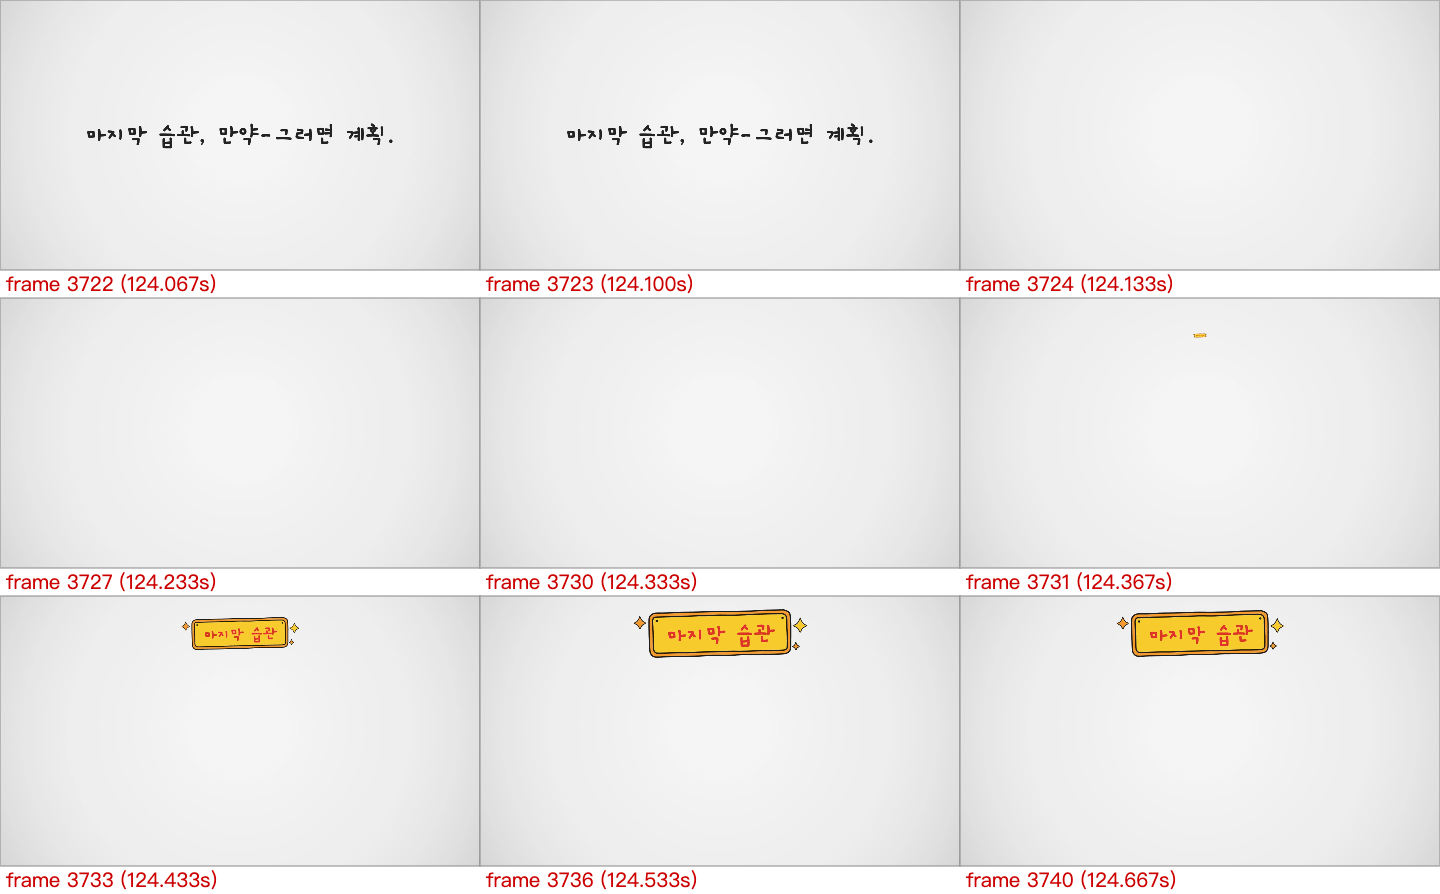 마지막 습관, 만약-그러면 계획.
마지막 습관, 만약-그러면 계획.
frame 3722 (124.067s)
frame 3723 (124.100s)
frame 3724 (124.133s)
frame 3727 (124.233s)
frame 3730 (124.333s)
frame 3731 (124.367s)
마지막 습관
마지막 습관
마지막 습관
frame 3733 (124.433s)
frame 3736 (124.533s)
frame 3740 (124.667s)